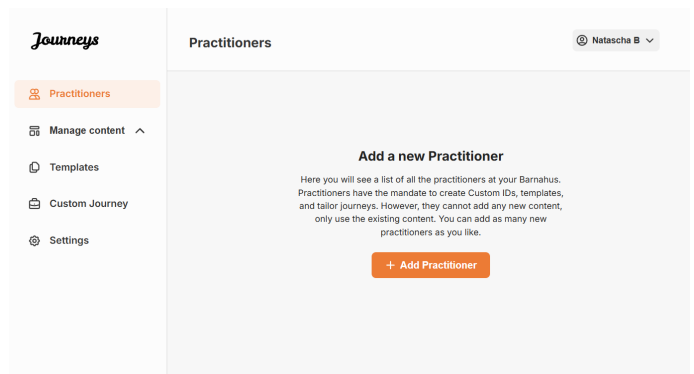 Journeys
Practitioners
Natascha B
Practitioners
Manage content
Templates
Custom Journey
Settings
Add a new Practitioner
Here you will see a list of all the practitioners at your Barnahus.
Practitioners have the mandate to create Custom IDs, templates,
and tailor journeys. However, they cannot add any new content,
only use the existing content. You can add as many new
practitioners as you like.
+ Add Practitioner